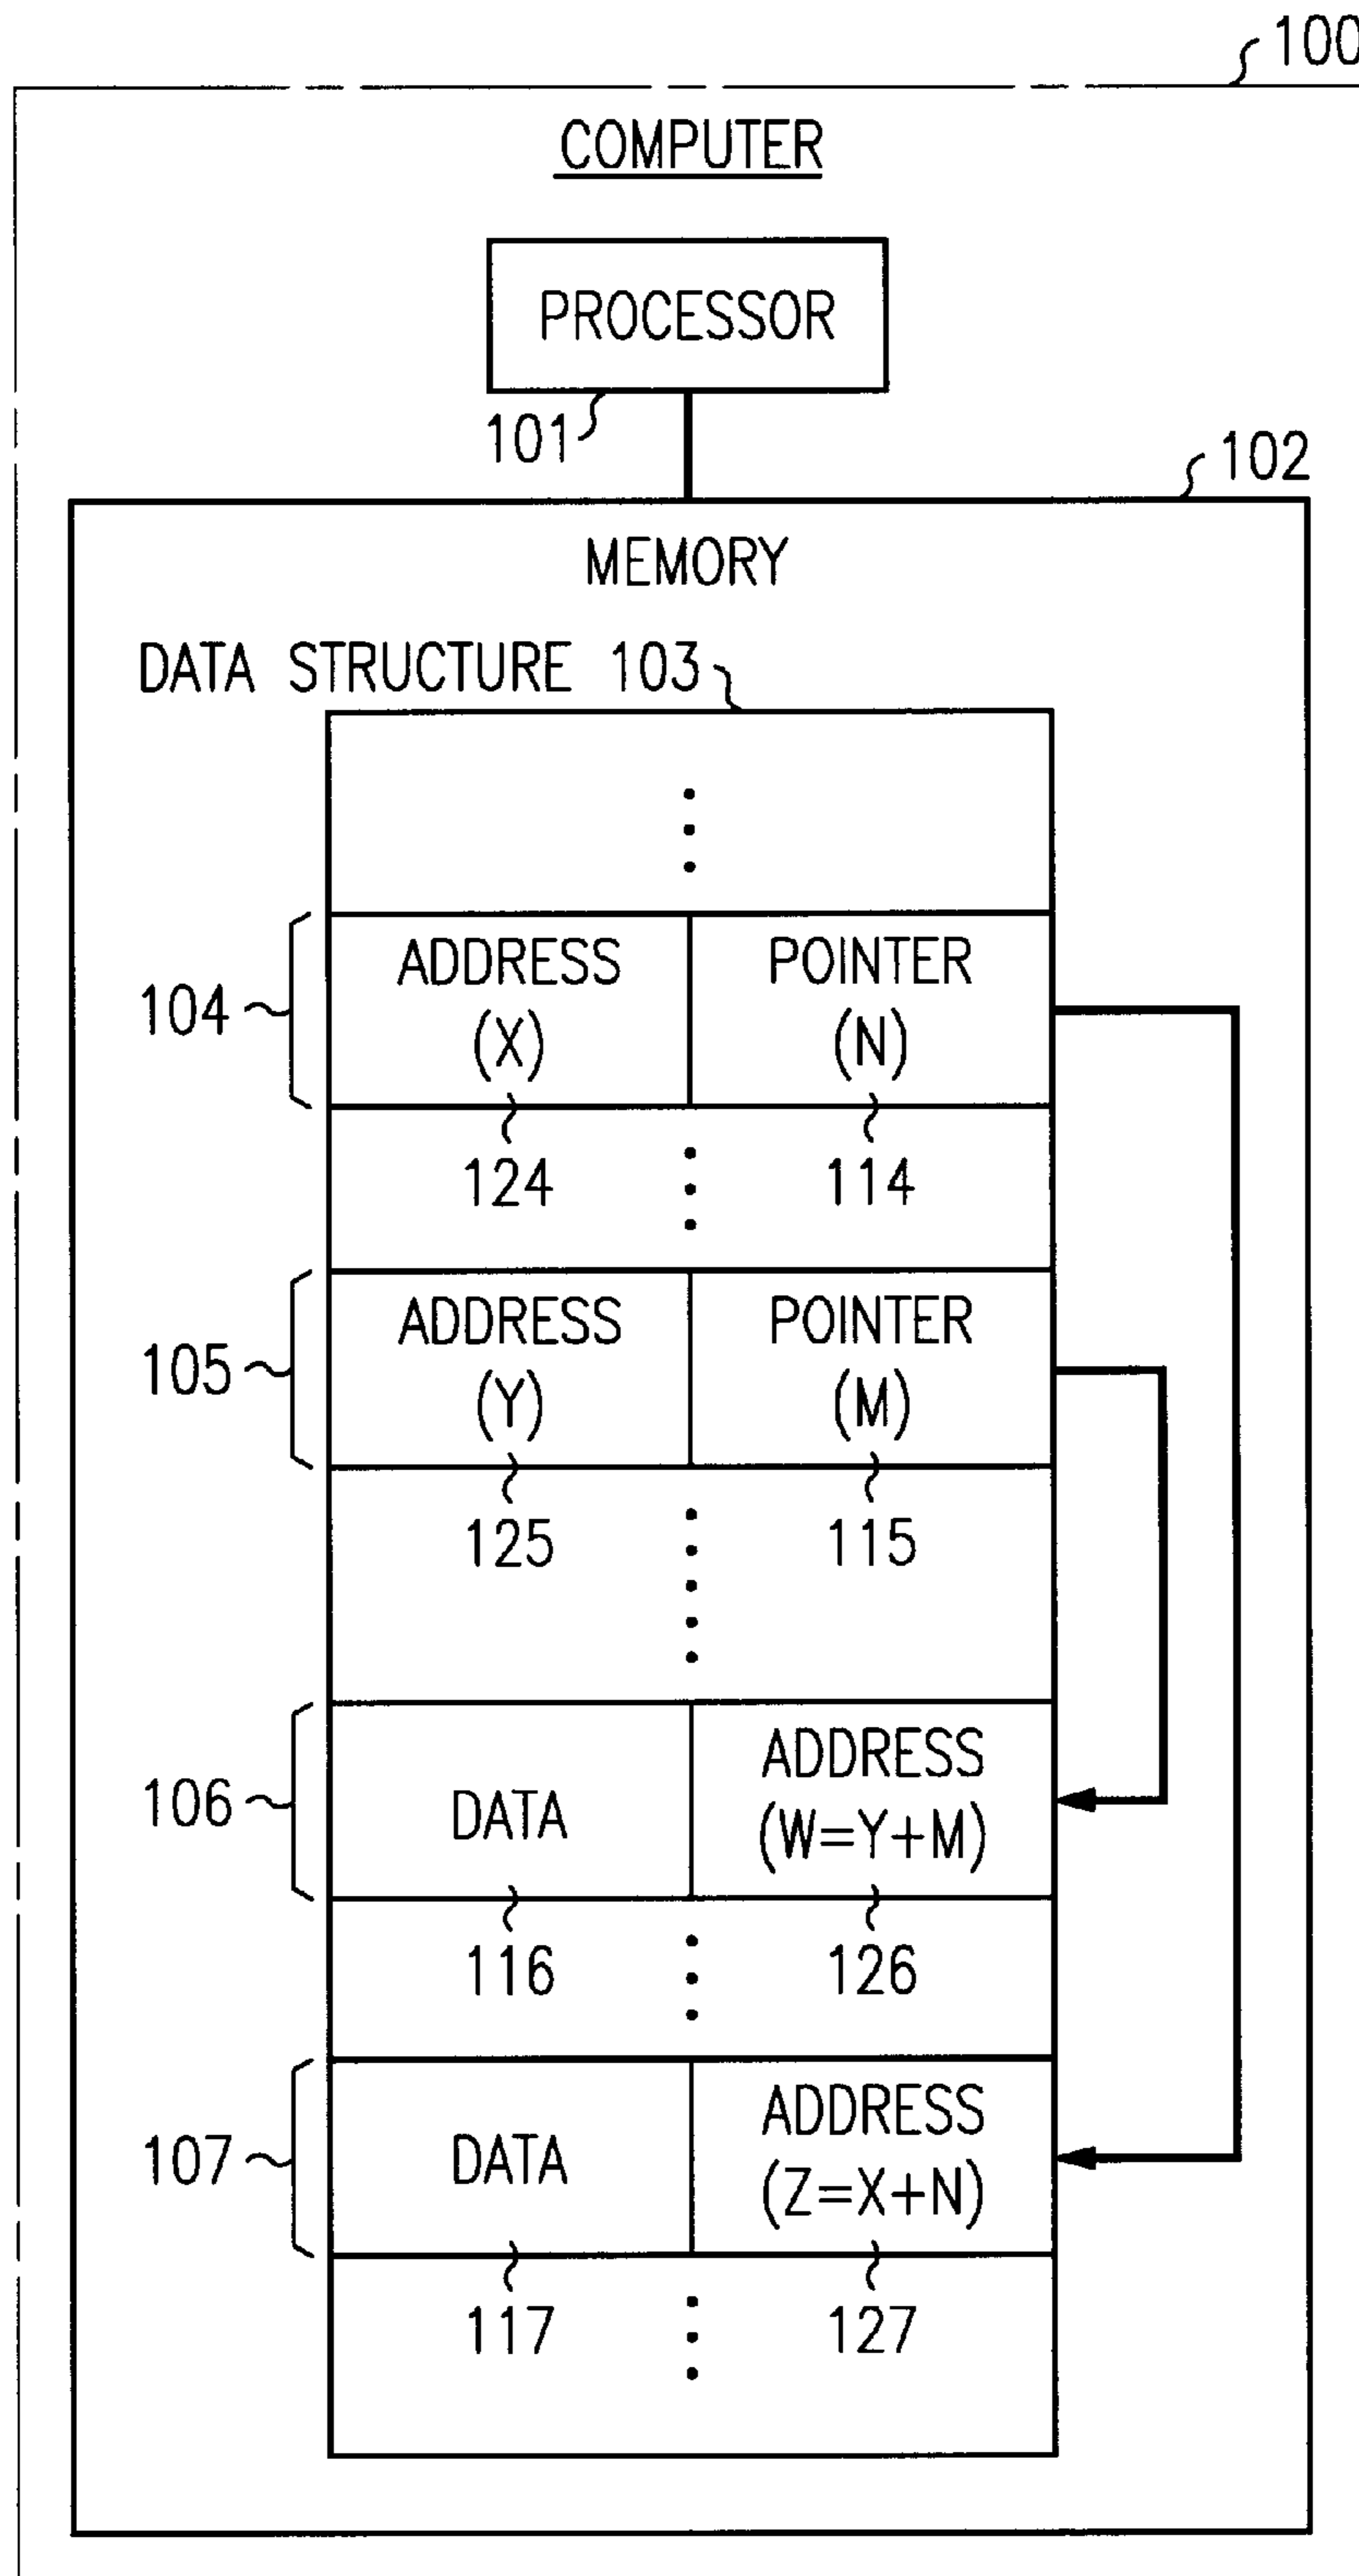 100
COMPUTER
PROCESSOR
101
102
MEMORY
DATA STRUCTURE 103
104
ADDRESS
(X)
POINTER
(N)
124
114
105
ADDRESS
(Y)
POINTER
(M)
125
115
106
DATA
ADDRESS
(W=Y+M)
116
126
107
DATA
ADDRESS
(Z=X+N)
117
127